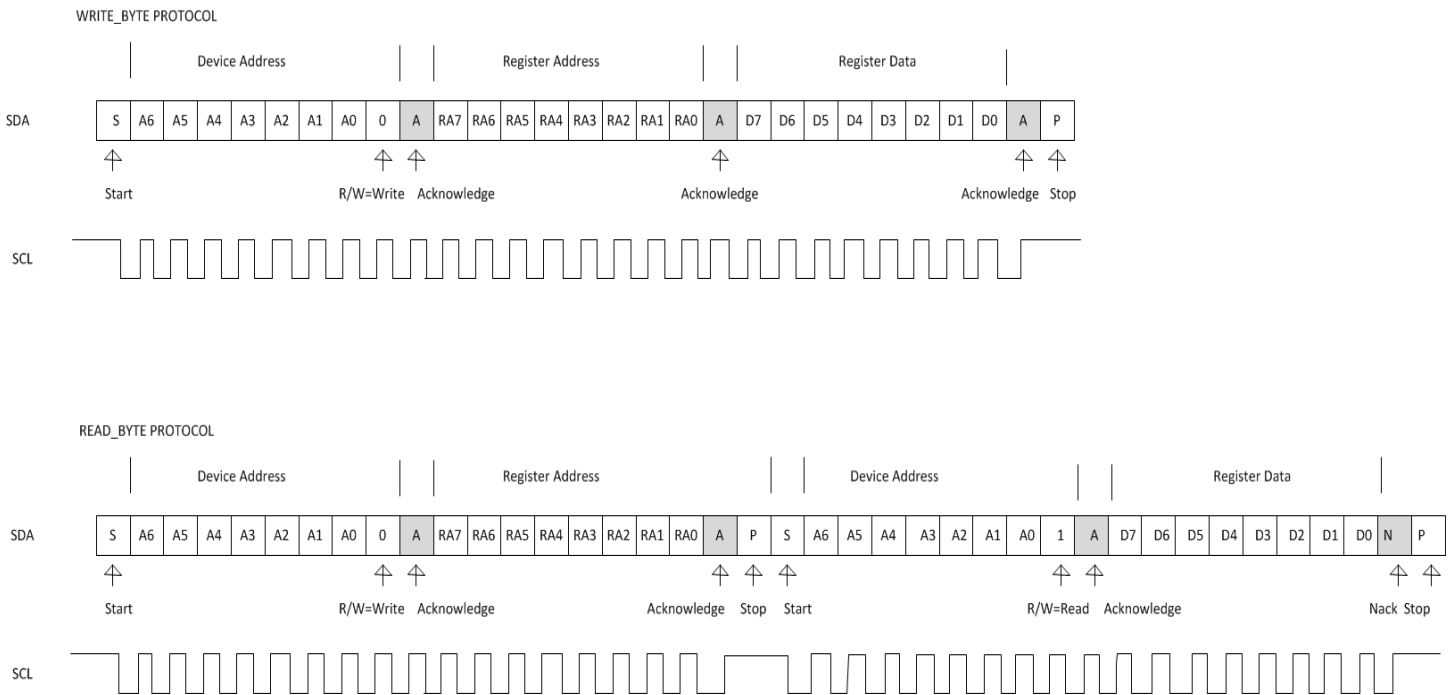 WRITE_BYTE PROTOCOL
Device Address Register Address Register Data
SDA S A6 A5 A4 A3 A2 A1 A0 0 A RA7 RA6 RA5 RA4 RA3 RA2 RA1 RA0 A D7 D6 D5 D4 D3 D2 D1 D0 A P
Start R/W=Write Acknowledge Acknowledge Acknowledge Stop
SCL
READ_BYTE PROTOCOL
Device Address Register Address Device Address Register Data
SDA S A6 A5 A4 A3 A2 A1 A0 0 A RA7 RA6 RA5 RA4 RA3 RA2 RA1 RA0 A P S A6 A5 A4 A3 A2 A1 A0 1 A D7 D6 D5 D4 D3 D2 D1 D0 N P
Start R/W=Write Acknowledge Acknowledge Stop Start R/W=Read Acknowledge Nack Stop
SCL